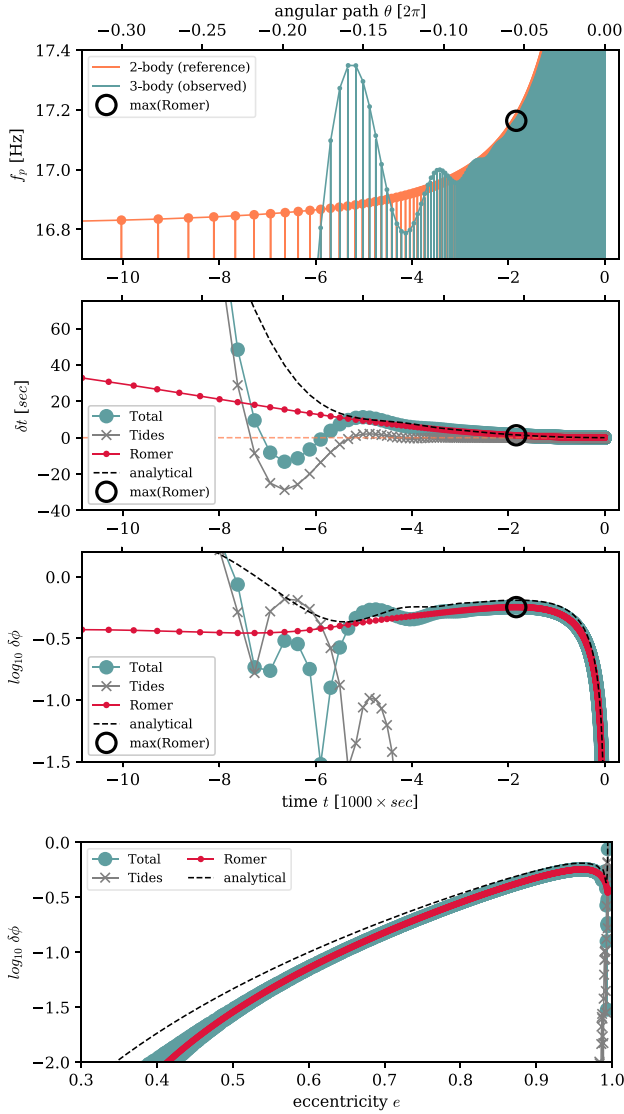 angular path θ [2π]
−0.30 −0.25 −0.20 −0.15 −0.10 −0.05 0.00
17.4
17.2
17.0
16.8
f_p [Hz]
2-body (reference)
3-body (observed)
max(Romer)
−10 −8 −6 −4 −2 0
60
40
20
0
−20
−40
δt [sec]
Total
Tides
Romer
analytical
max(Romer)
−10 −8 −6 −4 −2 0
0.0
−0.5
−1.0
−1.5
log₁₀ δϕ
Total
Tides
Romer
analytical
max(Romer)
−10 −8 −6 −4 −2 0
time t [1000 × sec]
0.0
−0.5
−1.0
−1.5
−2.0
log₁₀ δϕ
Total Romer
Tides analytical
0.3 0.4 0.5 0.6 0.7 0.8 0.9 1.0
eccentricity e